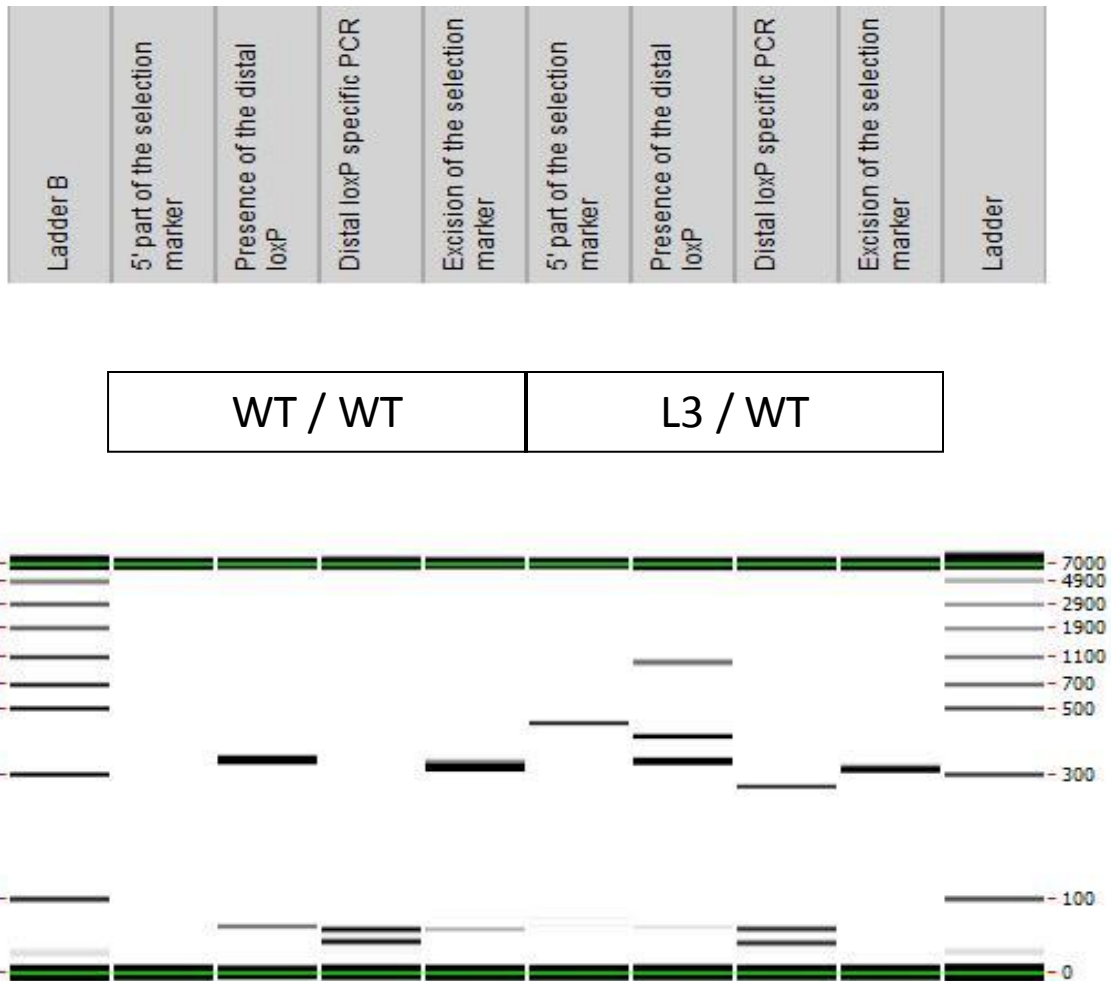 Ladder B
5' part of the selection
marker
Presence of the distal
loxP
Distal loxP specific PCR
Excision of the selection
marker
5' part of the selection
marker
Presence of the distal
loxP
Distal loxP specific PCR
Excision of the selection
marker
Ladder
WT / WT
L3 / WT
7000
4900
2900
1900
1100
700
500
300
100
0